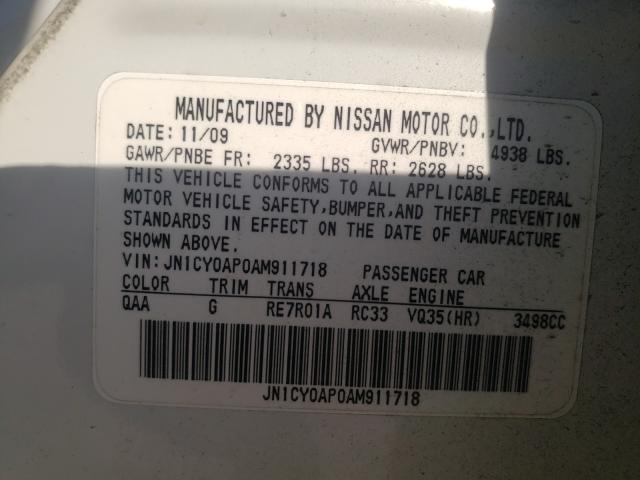 MANUFACTURED BY NISSAN MOTOR CO.,LTD.
DATE: 11/09 GVWR/PNBV: 4938 LBS.
GAWR/PNBE FR: 2335 LBS. RR: 2628 LBS.
THIS VEHICLE CONFORMS TO ALL APPLICABLE FEDERAL
MOTOR VEHICLE SAFETY,BUMPER,AND THEFT PREVENTION
STANDARDS IN EFFECT ON THE DATE OF MANUFACTURE
SHOWN ABOVE.
VIN:JN1CY0AP0AM911718 PASSENGER CAR
COLOR TRIM TRANS AXLE ENGINE
QAA G RE7R01A RC33 VQ35(HR) 3498CC
JN1CY0AP0AM911718